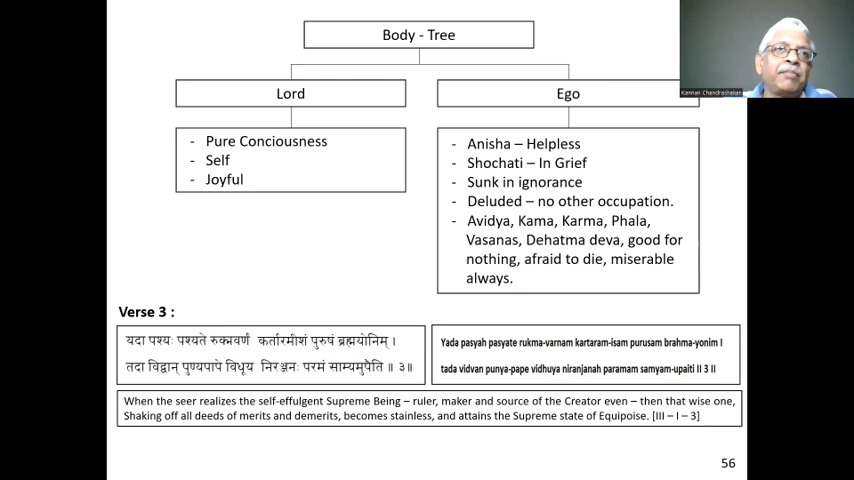 Body - Tree
Lord
Ego
Kannan Chandrashekar
- Pure Conciousness
- Self
- Joyful
- Anisha – Helpless
- Shochati – In Grief
- Sunk in ignorance
- Deluded – no other occupation.
- Avidya, Kama, Karma, Phala,
Vasanas, Dehatma deva, good for
nothing, afraid to die, miserable
always.
Verse 3 :
यदा पश्यः पश्यते रुक्मवर्णं कर्तारमीशं पुरुषं ब्रह्मयोनिम् ।
तदा विद्वान् पुण्यपापे विधूय निरञ्जनः परमं साम्यमुपैति ॥ ३॥
Yada pasyah pasyate rukma-varnam kartaram-isam purusam brahma-yonim I
tada vidvan punya-pape vidhuya niranjanah paramam samyam-upaiti II 3 II
When the seer realizes the self-effulgent Supreme Being – ruler, maker and source of the Creator even – then that wise one,
Shaking off all deeds of merits and demerits, becomes stainless, and attains the Supreme state of Equipoise. [III – I – 3]
56